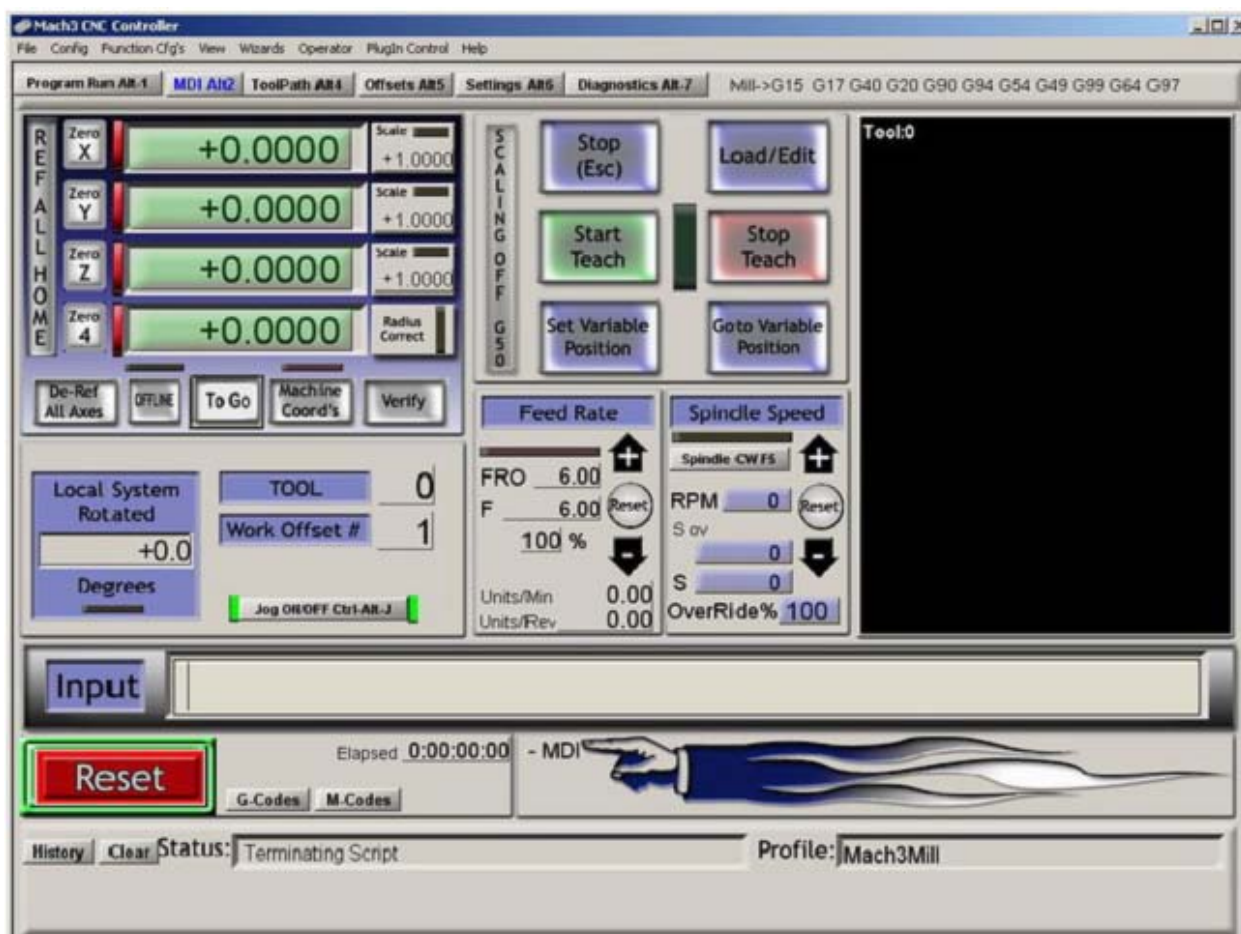 Mach3 CNC Controller
File Config Function Cfg's View Wizards Operator PlugIn Control Help
Program Run Alt-1 MDI Alt2 ToolPath Alt4 Offsets Alt5 Settings Alt6 Diagnostics Alt-7 Mill->G15 G17 G40 G20 G90 G94 G54 G49 G99 G64 G97
REF ALL HOME
Zero X +0.0000 Scale +1.0000
Zero Y +0.0000 Scale +1.0000
Zero Z +0.0000 Scale +1.0000
Zero 4 +0.0000 Radius Correct
De-Ref All Axes OFFLINE To Go Machine Coord's Verify
SCALING OFF G50
Stop (Esc) Load/Edit
Start Teach Stop Teach
Set Variable Position Goto Variable Position
Tool:0
Local System Rotated
+0.0
Degrees
TOOL 0
Work Offset # 1
Jog ON/OFF Ctrl-Alt-J
Feed Rate
FRO 6.00
F 6.00 Reset
100 %
Units/Min 0.00
Units/Rev 0.00
Spindle Speed
Spindle CW F5
RPM 0 Reset
S ov
0
S 0
OverRide% 100
Input
Reset
Elapsed 0:00:00:00
G-Codes M-Codes
- MDI
History Clear Status: Terminating Script Profile: Mach3Mill